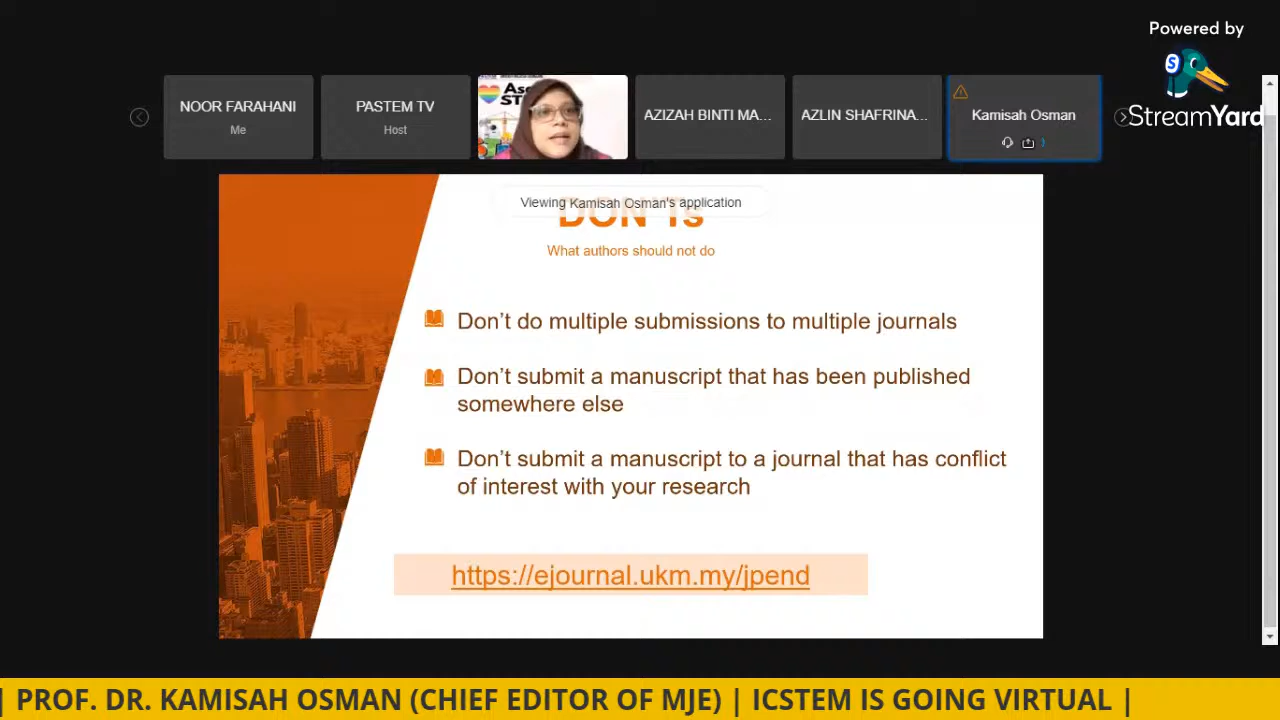 Powered by
StreamYard
NOOR FARAHANI
Me
PASTEM TV
Host
AZIZAH BINTI MA...
AZLIN SHAFRINA...
Kamisah Osman
Viewing Kamisah Osman's application
DON'Ts
What authors should not do
Don't do multiple submissions to multiple journals
Don't submit a manuscript that has been published
somewhere else
Don't submit a manuscript to a journal that has conflict
of interest with your research
https://ejournal.ukm.my/jpend
| PROF. DR. KAMISAH OSMAN (CHIEF EDITOR OF MJE) | ICSTEM IS GOING VIRTUAL |